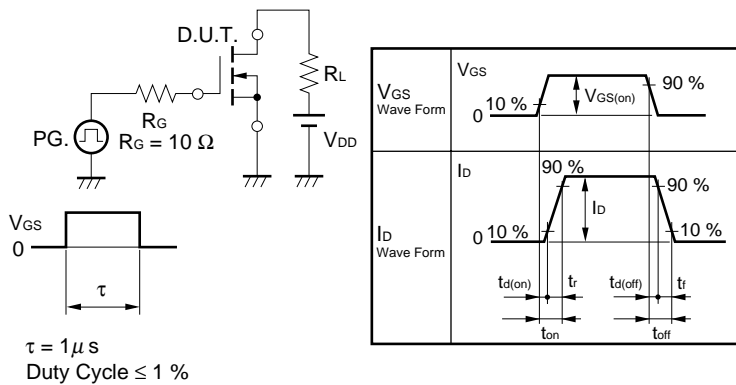 D.U.T.
RL
RG
RG = 10 Ω
PG.
VDD
VGS
0
τ
τ = 1μ s
Duty Cycle ≤ 1 %
VGS
Wave Form
VGS
10 %
0
VGS(on)
90 %
ID
Wave Form
ID
90 %
0 10 %
ID
90 %
10 %
td(on)
tr
td(off)
tf
ton
toff